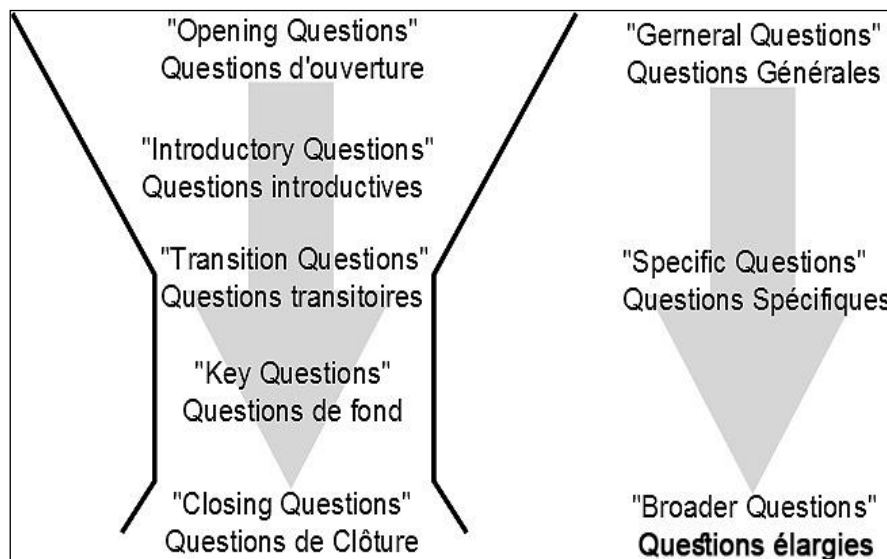 "Opening Questions"
Questions d'ouverture
"Introductory Questions"
Questions introductives
"Transition Questions"
Questions transitoires
"Key Questions"
Questions de fond
"Closing Questions"
Questions de Clôture
"Gerneral Questions"
Questions Générales
"Specific Questions"
Questions Spécifiques
"Broader Questions"
Questions élargies